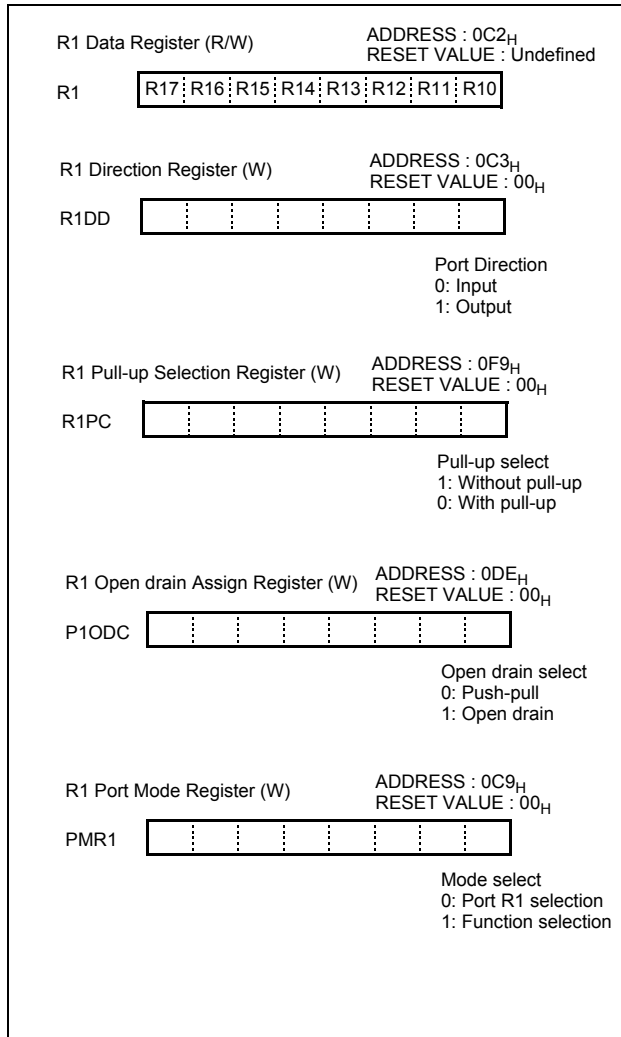 R1 Data Register (R/W)
ADDRESS : 0C2H
RESET VALUE : Undefined
R1
R17 R16 R15 R14 R13 R12 R11 R10
R1 Direction Register (W)
ADDRESS : 0C3H
RESET VALUE : 00H
R1DD
Port Direction
0: Input
1: Output
R1 Pull-up Selection Register (W)
ADDRESS : 0F9H
RESET VALUE : 00H
R1PC
Pull-up select
1: Without pull-up
0: With pull-up
R1 Open drain Assign Register (W)
ADDRESS : 0DEH
RESET VALUE : 00H
P1ODC
Open drain select
0: Push-pull
1: Open drain
R1 Port Mode Register (W)
ADDRESS : 0C9H
RESET VALUE : 00H
PMR1
Mode select
0: Port R1 selection
1: Function selection